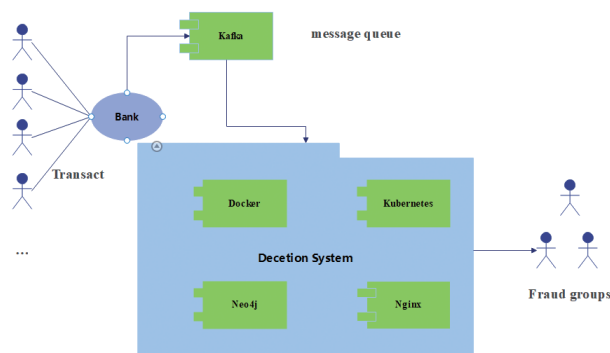 Kafka
message queue
Bank
Transact
...
Docker
Kubernetes
Decetion System
Neo4j
Nginx
Fraud groups